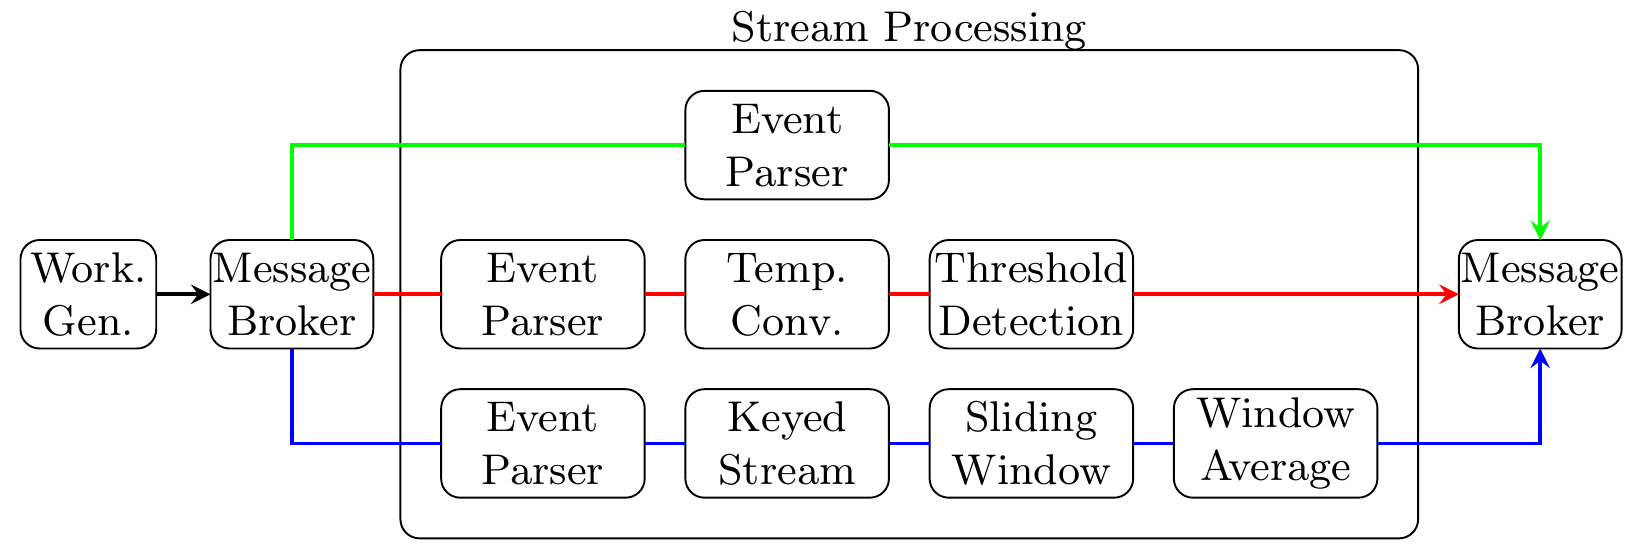 Stream Processing
Event
Parser
Work.
Gen.
Message
Broker
Event
Parser
Temp.
Conv.
Threshold
Detection
Message
Broker
Event
Parser
Keyed
Stream
Sliding
Window
Window
Average